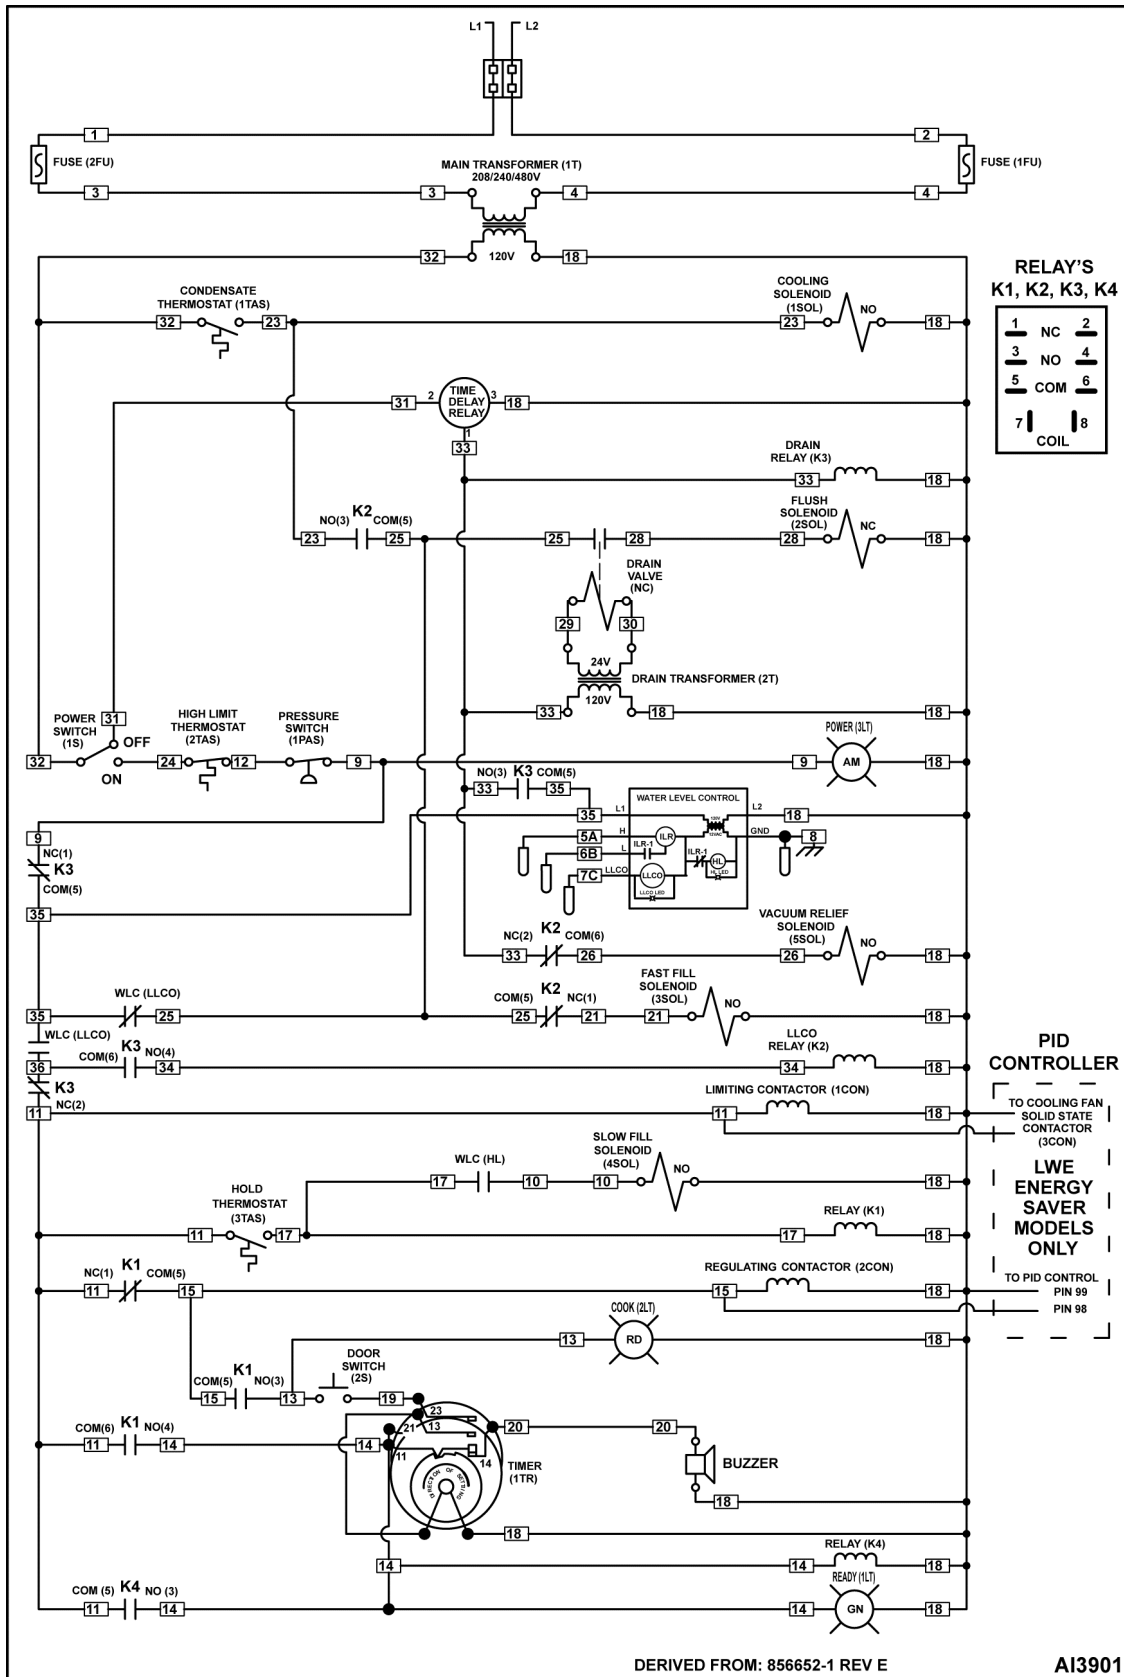 L1 L2
1 2
FUSE (2FU)
FUSE (1FU)
MAIN TRANSFORMER (1T)
208/240/480V
3 3 4 4
32 120V 18
RELAY'S
K1, K2, K3, K4
1 NC 2
3 NO 4
5 COM 6
7 8
COIL
CONDENSATE
THERMOSTAT (1TAS)
COOLING
SOLENOID
(1SOL)
NO
32 23 23 18
TIME
DELAY
RELAY
31 2 3 18
1
33
DRAIN
RELAY (K3)
33 18
FLUSH
SOLENOID
(2SOL)
NC
K2
NO(3) COM(5)
23 25 25 28 28 18
DRAIN
VALVE
(NC)
29 30
24V
DRAIN TRANSFORMER (2T)
120V
33 18 18
31
POWER
SWITCH
(1S)
OFF
ON
HIGH LIMIT
THERMOSTAT
(2TAS)
PRESSURE
SWITCH
(1PAS)
POWER (3LT)
32 24 12 9 9 AM 18
NO(3) K3 COM(5)
33 35
WATER LEVEL CONTROL
35 L1 L2 18
120V
12VAC
5A H ILR GND 8
6B L ILR-1 ILR-1 HL
HL LED
7C LLCO LLCO
LLCO LED
9
NC(1)
K3
COM(5)
35
K2
NC(2) COM(6)
VACUUM RELIEF
SOLENOID
(5SOL)
NO
33 26 26 18
WLC (LLCO)
K2
COM(5) NC(1)
FAST FILL
SOLENOID
(3SOL)
NO
35 25 25 21 21 18
WLC (LLCO)
K3
COM(6) NO(4)
LLCO
RELAY (K2)
36 34 34 18
K3
NC(2)
LIMITING CONTACTOR (1CON)
11 11 18
PID
CONTROLLER
TO COOLING FAN
SOLID STATE
CONTACTOR
(3CON)
LWE
ENERGY
SAVER
MODELS
ONLY
TO PID CONTROL
PIN 99
PIN 98
WLC (HL)
SLOW FILL
SOLENOID
(4SOL)
NO
17 10 10 18
HOLD
THERMOSTAT
(3TAS)
RELAY (K1)
11 17 17 18
K1
NC(1) COM(5)
REGULATING CONTACTOR (2CON)
11 15 15 18
COOK (2LT)
13 RD 18
DOOR
SWITCH
(2S)
K1
COM(5) NO(3)
15 13 19
K1
COM(6) NO(4)
11 14 14
23
21 13
11 14
DIRECTION OF SETTING
TIMER
(1TR)
20 20
BUZZER
18
18
RELAY (K4)
14 14 18
READY (1LT)
K4
COM (5) NO (3)
11 14 14 GN 18
DERIVED FROM: 856652-1 REV E
AI3901